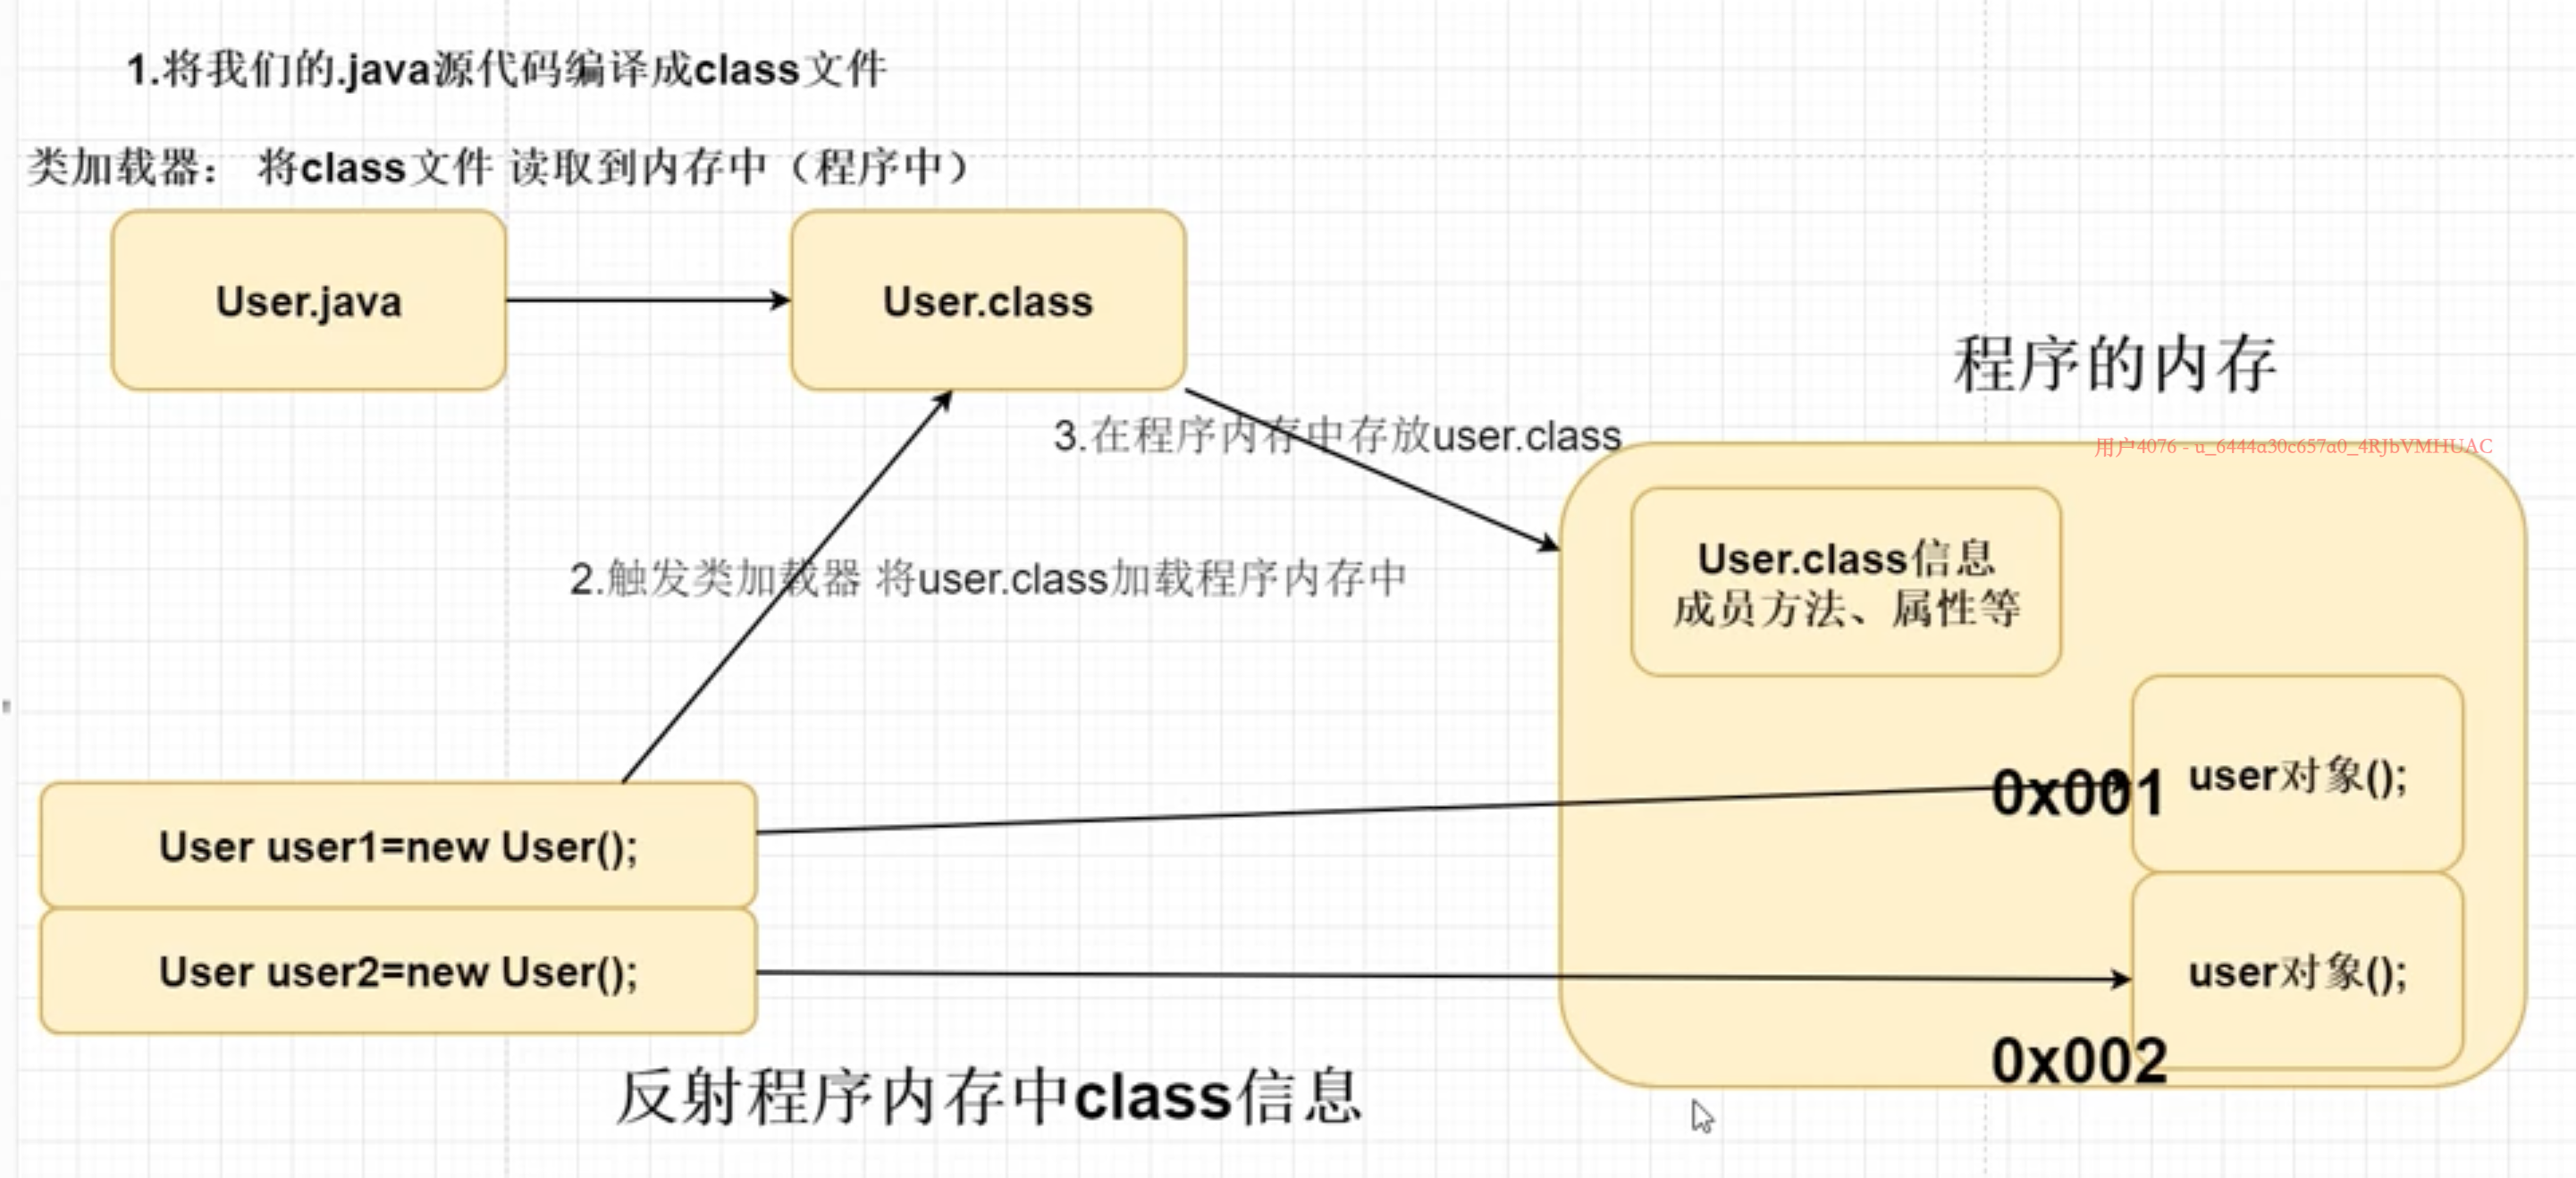 1.将我们的.java源代码编译成class文件
类加载器： 将class文件 读取到内存中（程序中）
User.java
User.class
程序的内存
3.在程序内存中存放user.class
用户4076 - u_6444a30c657a0_4RJbVMHUAC
User.class信息
成员方法、属性等
2.触发类加载器 将user.class加载程序内存中
0x001
user对象();
User user1=new User();
User user2=new User();
user对象();
0x002
反射程序内存中class信息